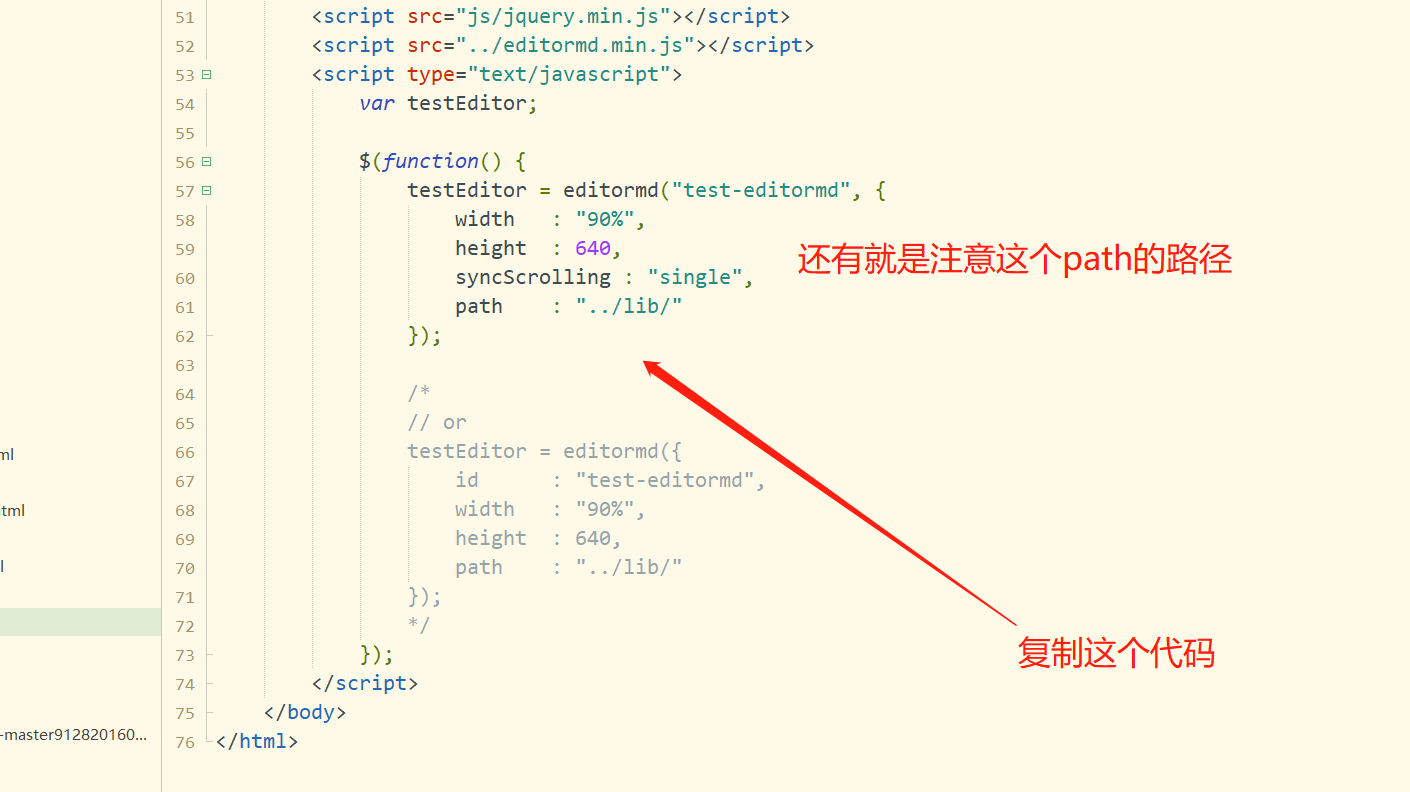 51 <script src="js/jquery.min.js"></script>
52 <script src="../editormd.min.js"></script>
53 <script type="text/javascript">
54 var testEditor;
55
56 $(function() {
57 testEditor = editormd("test-editormd", {
58 width : "90%",
59 height : 640,
还有就是注意这个path的路径
60 syncScrolling : "single",
61 path : "../lib/"
62 });
63
64 /*
65 // or
66 testEditor = editormd({
ml
67 id : "test-editormd",
68 width : "90%",
tml
69 height : 640,
70 path : "../lib/"
l
71 });
72 */
73 });
复制这个代码
74 </script>
75 </body>
-master912820160...
76 </html>